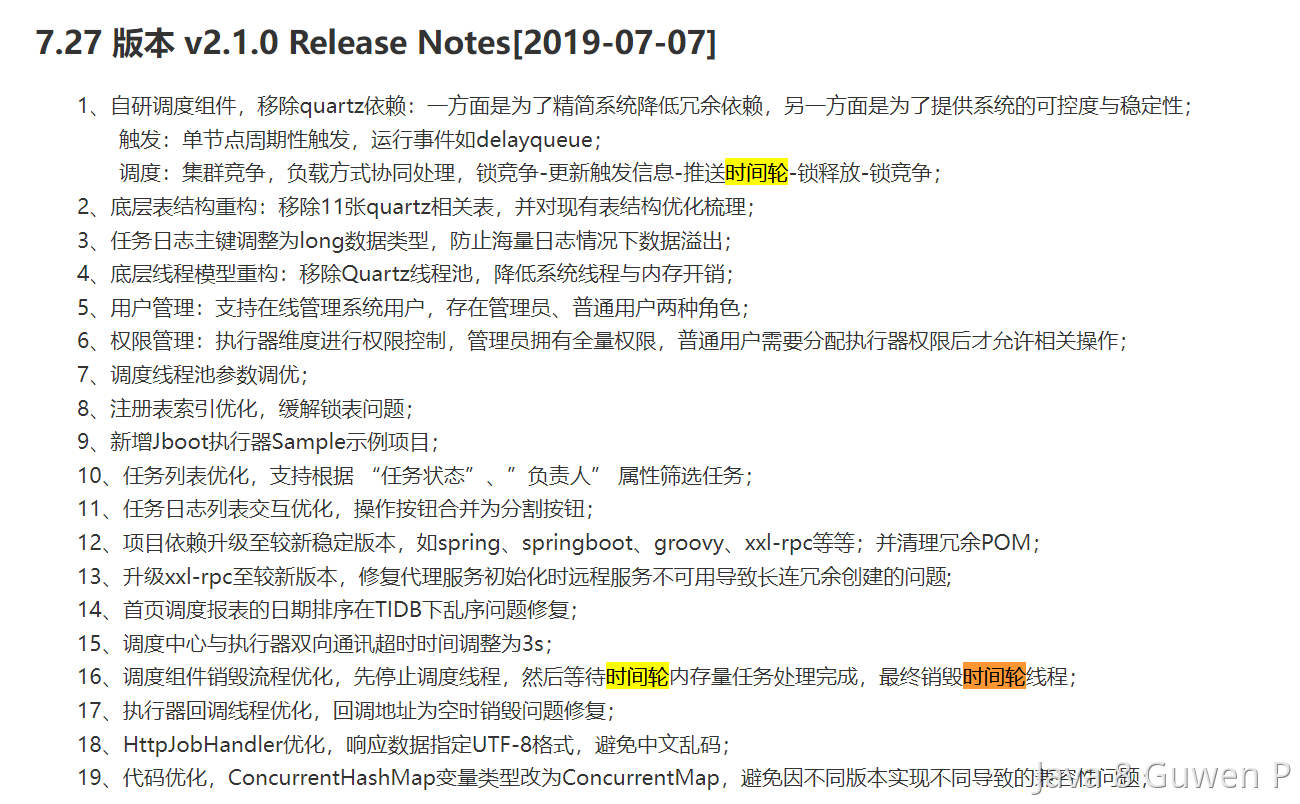 7.27 版本 v2.1.0 Release Notes[2019-07-07]
1、自研调度组件，移除quartz依赖：一方面是为了精简系统降低冗余依赖，另一方面是为了提供系统的可控度与稳定性；
触发：单节点周期性触发，运行事件如delayqueue；
调度：集群竞争，负载方式协同处理，锁竞争-更新触发信息-推送时间轮-锁释放-锁竞争；
2、底层表结构重构：移除11张quartz相关表，并对现有表结构优化梳理；
3、任务日志主键调整为long数据类型，防止海量日志情况下数据溢出；
4、底层线程模型重构：移除Quartz线程池，降低系统线程与内存开销；
5、用户管理：支持在线管理系统用户，存在管理员、普通用户两种角色；
6、权限管理：执行器维度进行权限控制，管理员拥有全量权限，普通用户需要分配执行器权限后才允许相关操作；
7、调度线程池参数调优；
8、注册表索引优化，缓解锁表问题；
9、新增Jboot执行器Sample示例项目；
10、任务列表优化，支持根据 “任务状态”、”负责人” 属性筛选任务；
11、任务日志列表交互优化，操作按钮合并为分割按钮；
12、项目依赖升级至较新稳定版本，如spring、springboot、groovy、xxl-rpc等等；并清理冗余POM；
13、升级xxl-rpc至较新版本，修复代理服务初始化时远程服务不可用导致长连冗余创建的问题;
14、首页调度报表的日期排序在TIDB下乱序问题修复；
15、调度中心与执行器双向通讯超时时间调整为3s；
16、调度组件销毁流程优化，先停止调度线程，然后等待时间轮内存量任务处理完成，最终销毁时间轮线程；
17、执行器回调线程优化，回调地址为空时销毁问题修复；
18、HttpJobHandler优化，响应数据指定UTF-8格式，避免中文乱码；
19、代码优化，ConcurrentHashMap变量类型改为ConcurrentMap，避免因不同版本实现不同导致的兼容性问题；
Java 8 Guwen P